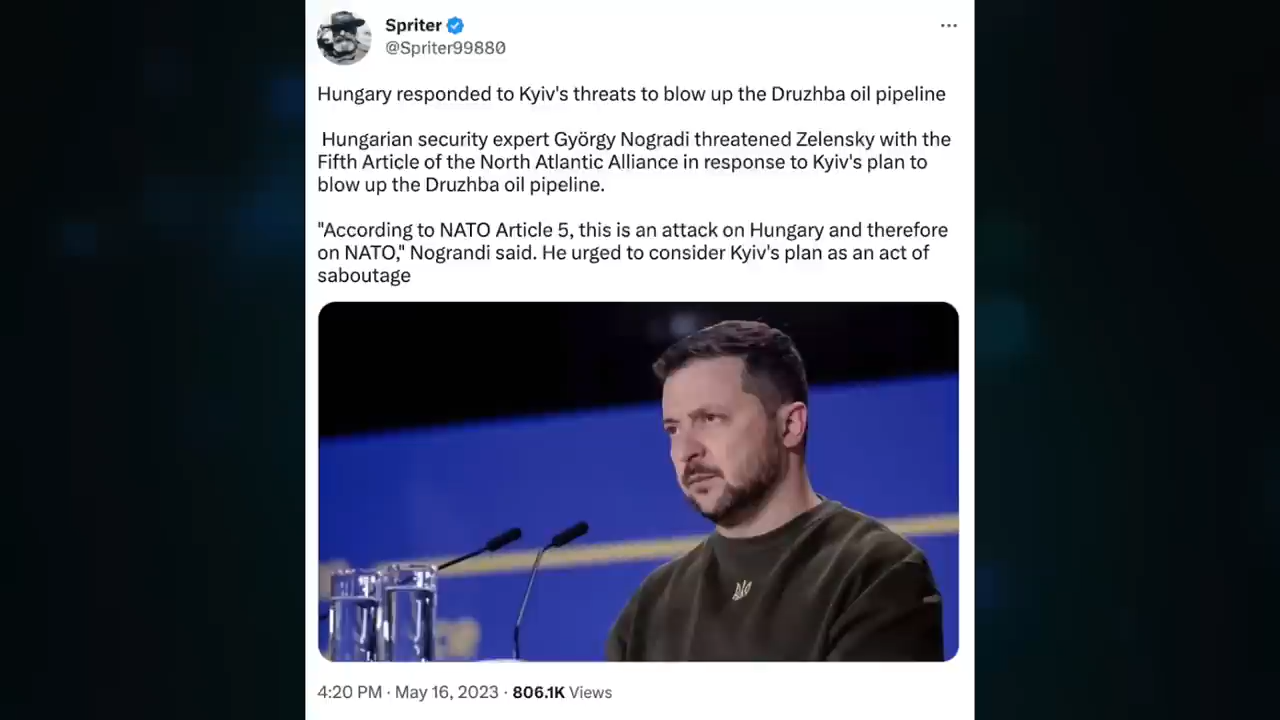 Spriter
@Spriter99880
Hungary responded to Kyiv's threats to blow up the Druzhba oil pipeline
Hungarian security expert György Nogradi threatened Zelensky with the
Fifth Article of the North Atlantic Alliance in response to Kyiv's plan to
blow up the Druzhba oil pipeline.
"According to NATO Article 5, this is an attack on Hungary and therefore
on NATO," Nograndi said. He urged to consider Kyiv's plan as an act of
saboutage
4:20 PM · May 16, 2023 · 806.1K Views